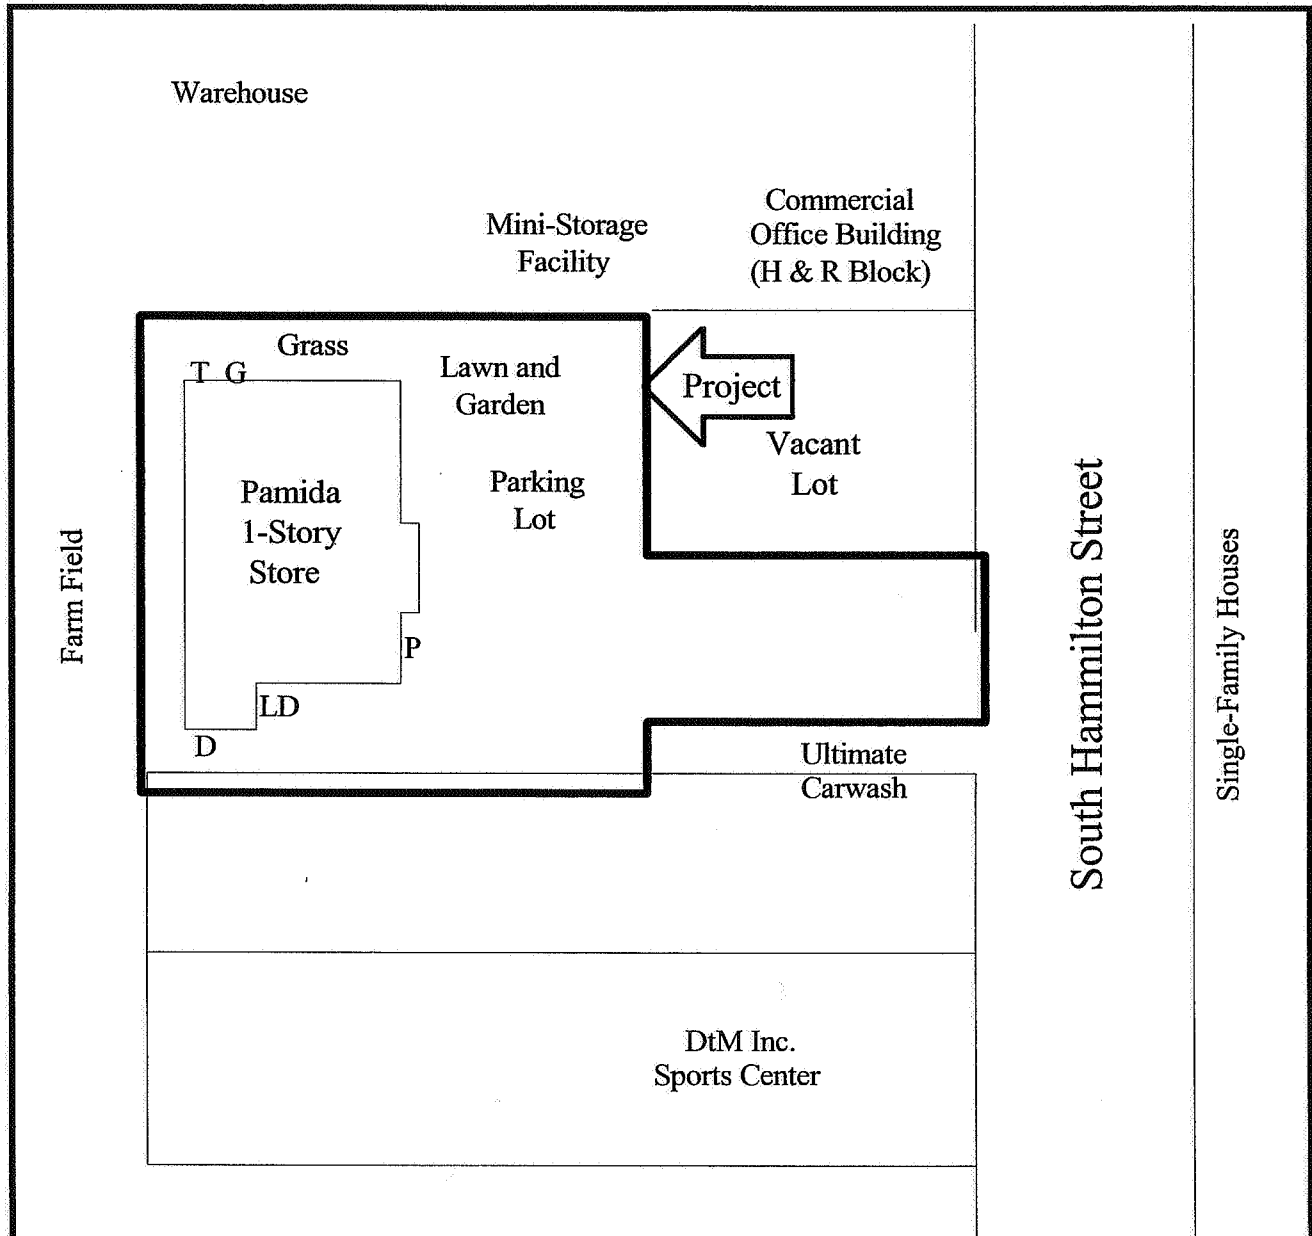 Warehouse
Commercial
Office Building
(H & R Block)
Mini-Storage
Facility
Grass
T G
Lawn and
Garden
Project
Vacant
Lot
Parking
Lot
Pamida
1-Story
Store
P
LD
D
Farm Field
South Hammilton Street
Single-Family Houses
Ultimate
Carwash
DtM Inc.
Sports Center